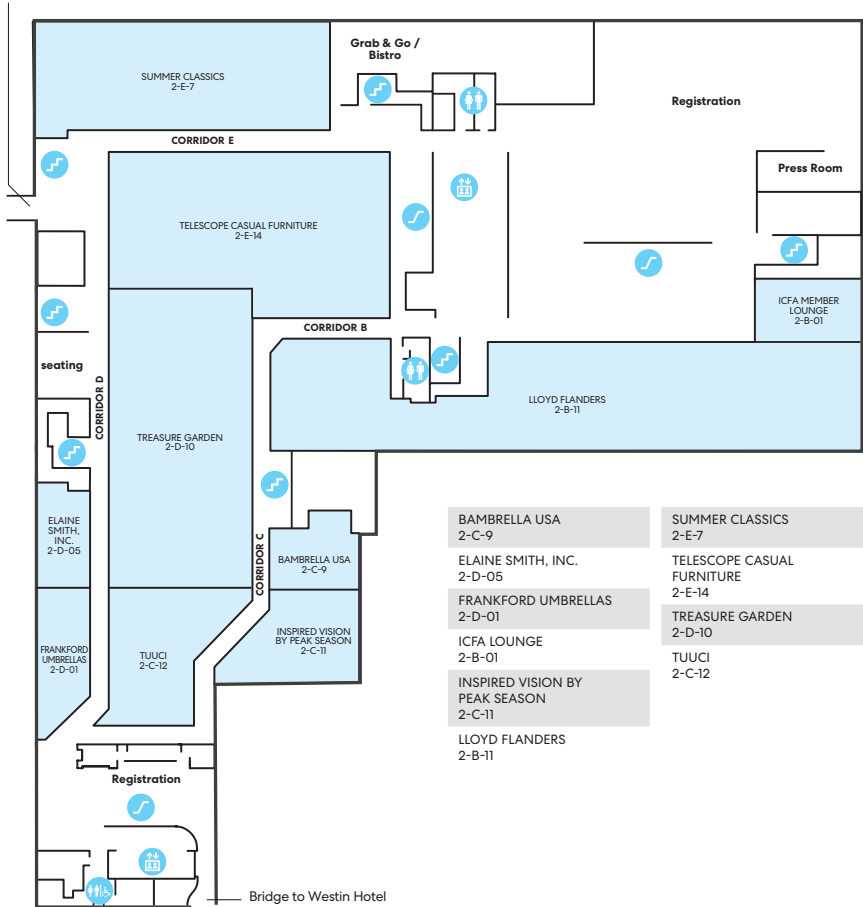 Grab & Go /
Bistro
SUMMER CLASSICS
2-E-7
Registration
CORRIDOR E
Press Room
TELESCOPE CASUAL FURNITURE
2-E-14
ICFA MEMBER
LOUNGE
2-B-01
CORRIDOR B
seating
CORRIDOR D
LLOYD FLANDERS
2-B-11
TREASURE GARDEN
2-D-10
ELAINE
SMITH,
INC.
2-D-05
CORRIDOR C
BAMBRELLA USA
2-C-9
FRANKFORD
UMBRELLAS
2-D-01
TUUCI
2-C-12
INSPIRED VISION
BY PEAK SEASON
2-C-11
BAMBRELLA USA
2-C-9
ELAINE SMITH, INC.
2-D-05
FRANKFORD UMBRELLAS
2-D-01
ICFA LOUNGE
2-B-01
INSPIRED VISION BY
PEAK SEASON
2-C-11
LLOYD FLANDERS
2-B-11
SUMMER CLASSICS
2-E-7
TELESCOPE CASUAL
FURNITURE
2-E-14
TREASURE GARDEN
2-D-10
TUUCI
2-C-12
Registration
Bridge to Westin Hotel